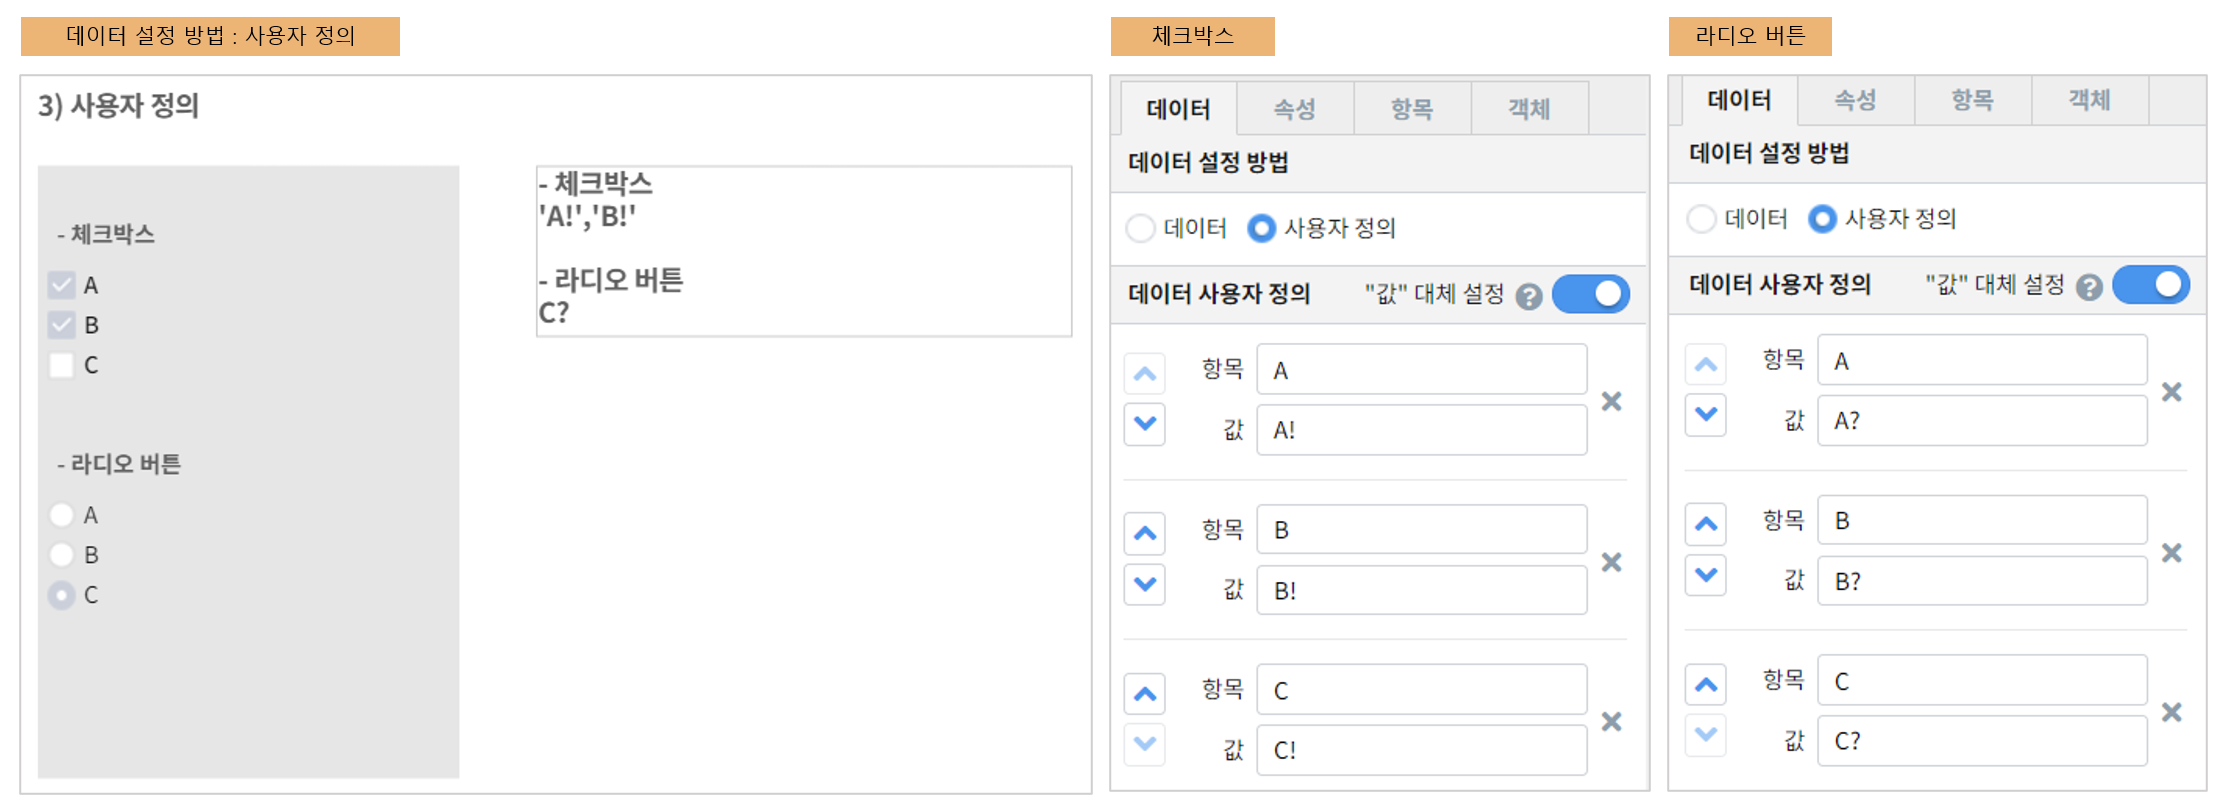 데이터 설정 방법 : 사용자 정의
3) 사용자 정의
- 체크박스
A
B
C
- 라디오 버튼
A
B
C
- 체크박스
'A!','B!'
- 라디오 버튼
C?
체크박스
데이터 속성 항목 객체
데이터 설정 방법
데이터 사용자 정의
데이터 사용자 정의 "값" 대체 설정 ?
항목 A
값 A!
항목 B
값 B!
항목 C
값 C!
라디오 버튼
데이터 속성 항목 객체
데이터 설정 방법
데이터 사용자 정의
데이터 사용자 정의 "값" 대체 설정 ?
항목 A
값 A?
항목 B
값 B?
항목 C
값 C?